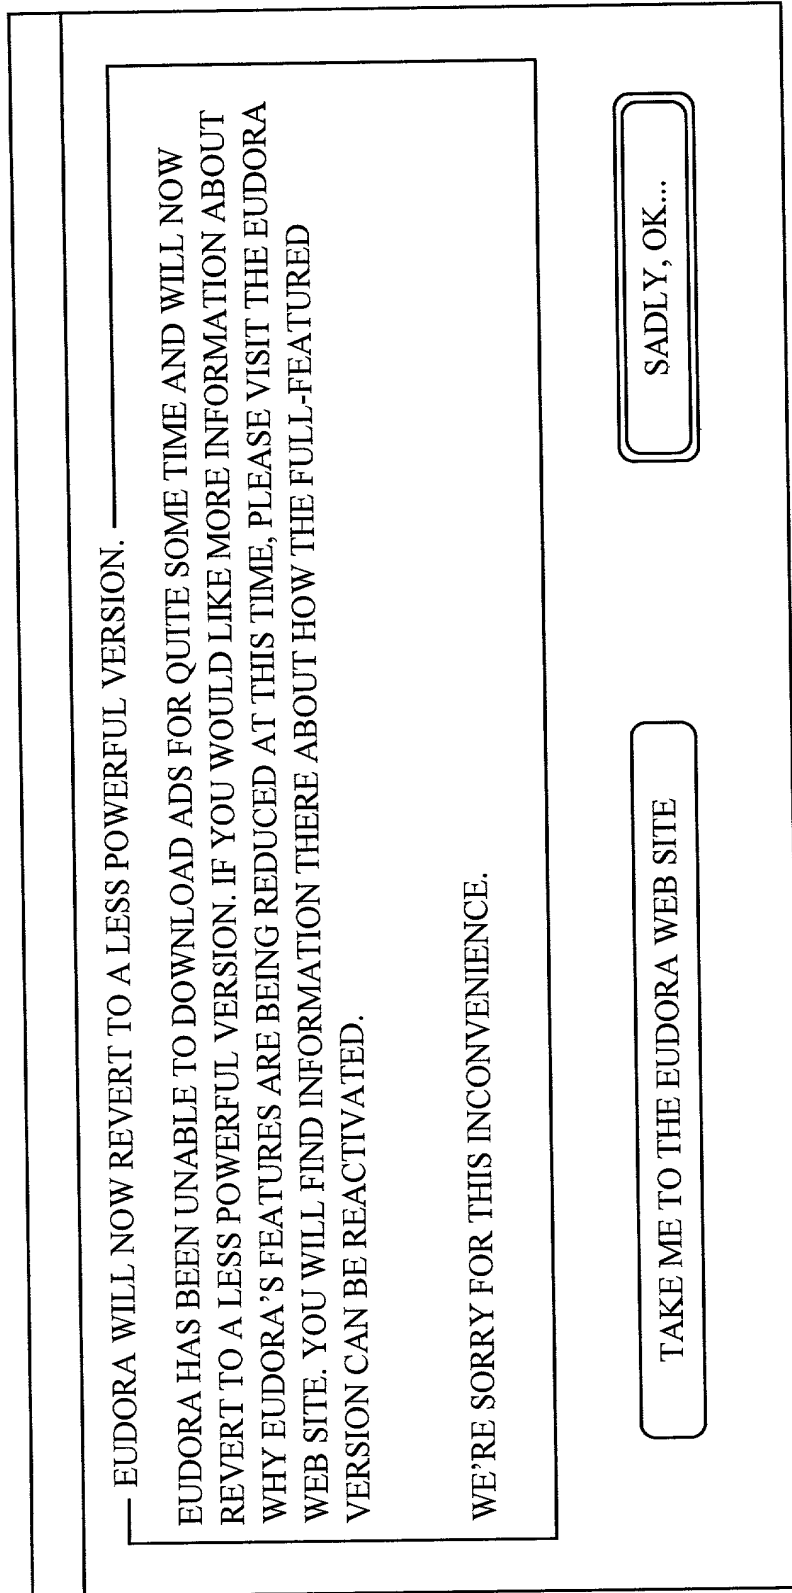 EUDORA WILL NOW REVERT TO A LESS POWERFUL VERSION.
EUDORA HAS BEEN UNABLE TO DOWNLOAD ADS FOR QUITE SOME TIME AND WILL NOW
REVERT TO A LESS POWERFUL VERSION. IF YOU WOULD LIKE MORE INFORMATION ABOUT
WHY EUDORA'S FEATURES ARE BEING REDUCED AT THIS TIME, PLEASE VISIT THE EUDORA
WEB SITE. YOU WILL FIND INFORMATION THERE ABOUT HOW THE FULL-FEATURED
VERSION CAN BE REACTIVATED.
WE'RE SORRY FOR THIS INCONVENIENCE.
TAKE ME TO THE EUDORA WEB SITE
SADLY, OK...